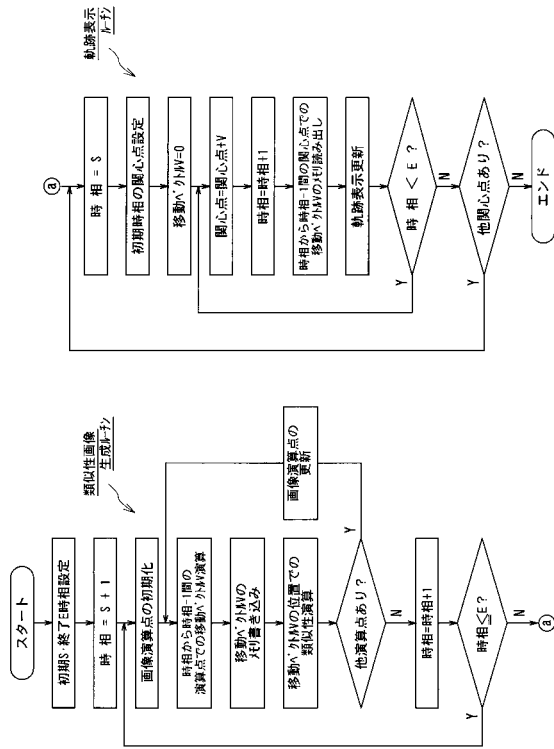 類似性画像
生成ルーチン
スタート
初期S・終了E時相設定
時相 = S + 1
画像演算点の初期化
時相から時相-1間の
演算点での移動ベクトルV演算
移動ベクトルVの
メモリ書き込み
移動ベクトルVの位置での
類似性演算
他演算点あり?
Y
画像演算点の
更新
N
時相=時相+1
時相≦E?
Y
N
a
軌跡表示
ルーチン
a
時相 = S
初期時相の関心点設定
移動ベクトルV=0
関心点=関心点+V
時相=時相+1
時相から時相-1間の関心点での
移動ベクトルVのメモリ読み出し
軌跡表示更新
時相 < E ?
Y
N
他関心点あり?
Y
N
エンド